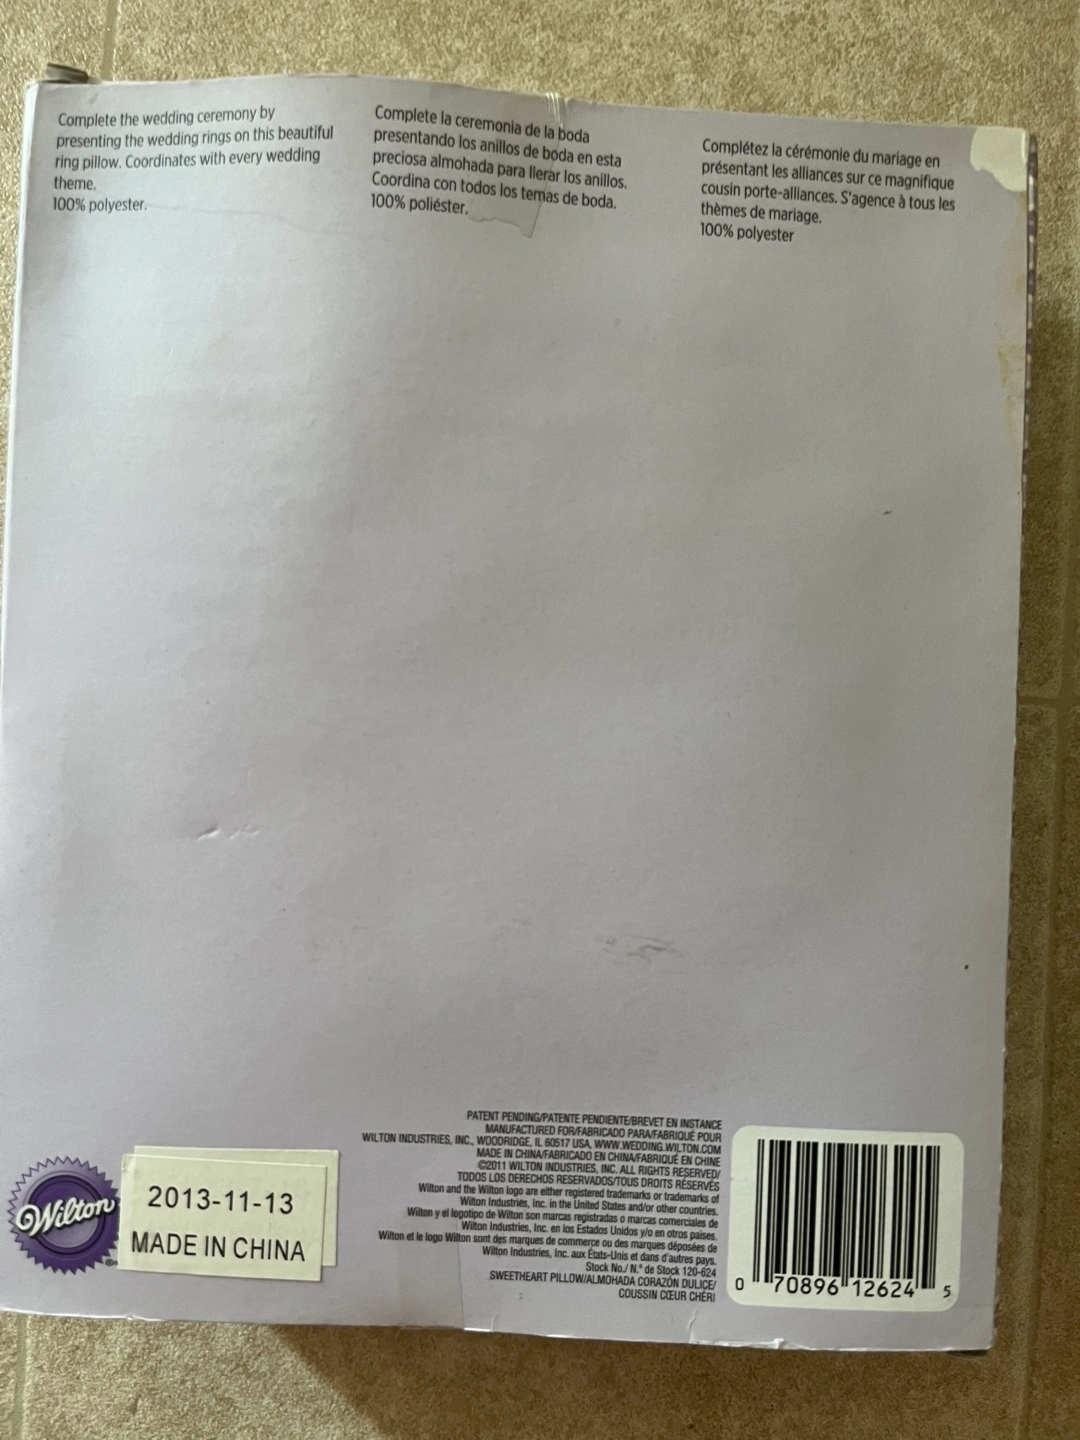 Complete the wedding ceremony by
presenting the wedding rings on this beautiful
ring pillow. Coordinates with every wedding
theme.
100% polyester.
Complete la ceremonia de la boda
presentando los anillos de boda en esta
preciosa almohada para llerar los anillos.
Coordina con todos los temas de boda.
100% poliéster.
Complétez la cérémonie du mariage en
présentant les alliances sur ce magnifique
cousin porte-alliances. S'agence à tous les
thèmes de mariage.
100% polyester
PATENT PENDING/PATENTE PENDIENTE/BREVET EN INSTANCE
MANUFACTURED FOR/FABRICADO PARA/FABRIQUÉ POUR
WILTON INDUSTRIES, INC., WOODRIDGE, IL 60517 USA, WWW.WEDDING.WILTON.COM
MADE IN CHINA/FABRICADO EN CHINA/FABRIQUÉ EN CHINE
©2011 WILTON INDUSTRIES, INC. ALL RIGHTS RESERVED/
TODOS LOS DERECHOS RESERVADOS/TOUS DROITS RÉSERVÉS
Wilton and the Wilton logo are either registered trademarks or trademarks of
Wilton Industries, Inc. in the United States and/or other countries.
Wilton y el logotipo de Wilton son marcas registradas o marcas comerciales de
Wilton Industries, Inc. en los Estados Unidos y/o en otros países.
Wilton et le logo Wilton sont des marques de commerce ou des marques déposées de
Wilton Industries, Inc. aux États-Unis et dans d'autres pays.
Stock No./ N.° de Stock 120-624
SWEETHEART PILLOW/ALMOHADA CORAZÓN DULICE/
COUSSIN CŒUR CHÉRI
Wilton®
2013-11-13
MADE IN CHINA
0 70896 12624 5